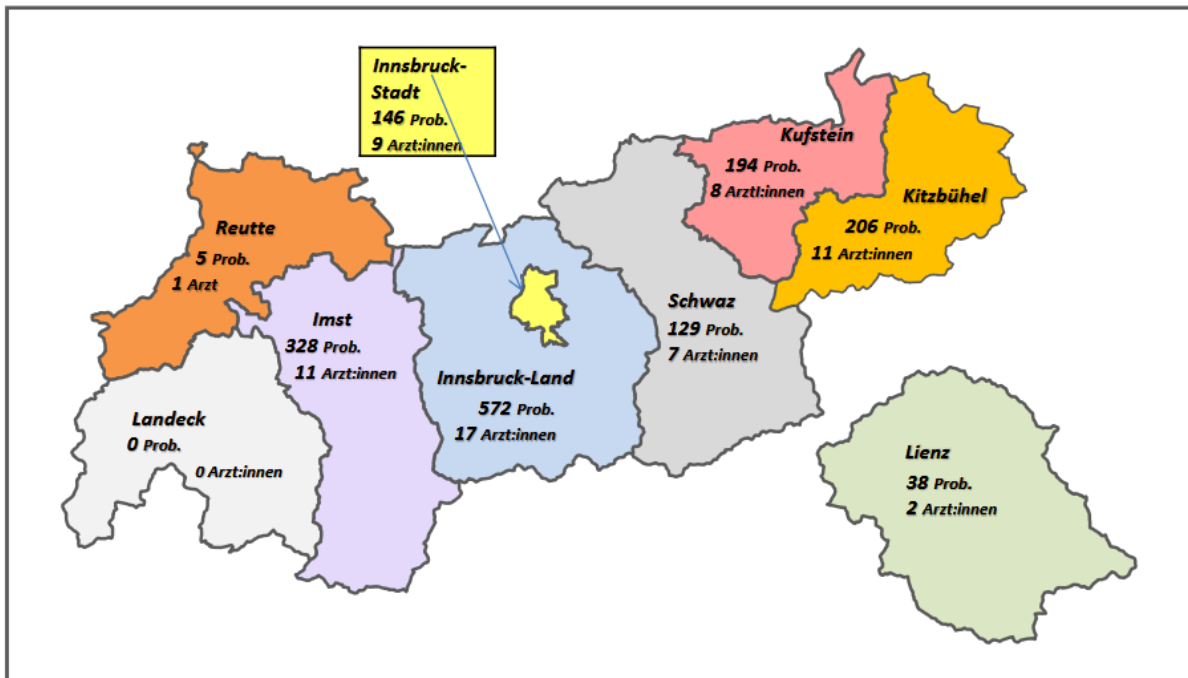 Innsbruck-
Stadt
146 Prob.
9 Arzt:innen
Kufstein
194 Prob.
8 Arztl:innen
Kitzbühel
206 Prob.
11 Arzt:innen
Reutte
5 Prob.
1 Arzt
Imst
328 Prob.
11 Arzt:innen
Innsbruck-Land
572 Prob.
17 Arzt:innen
Schwaz
129 Prob.
7 Arzt:innen
Landeck
0 Prob.
0 Arzt:innen
Lienz
38 Prob.
2 Arzt:innen